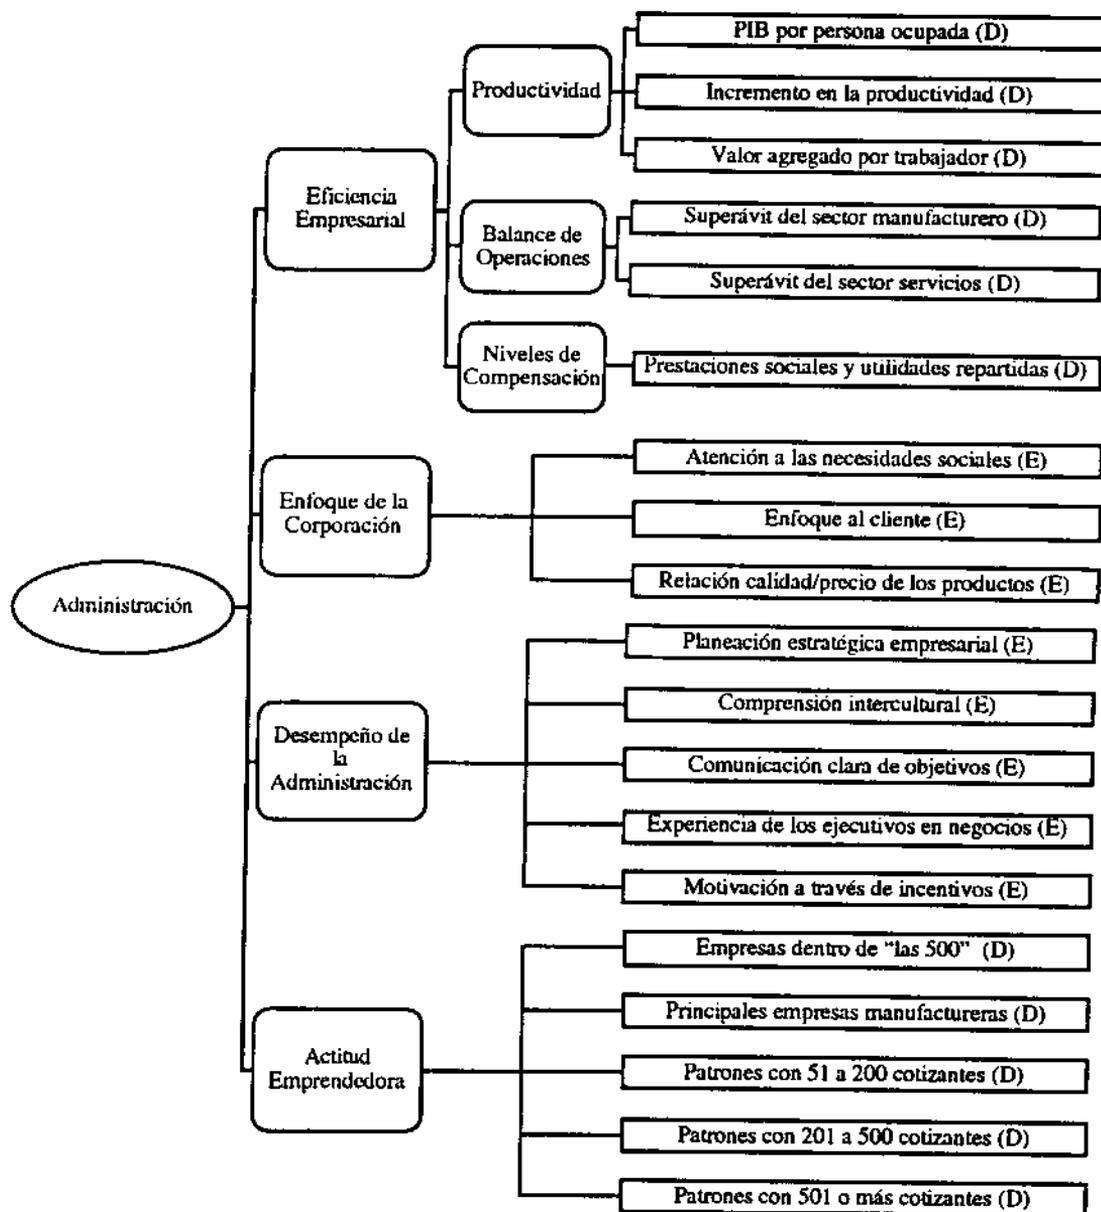 PIB por persona ocupada (D)
Productividad
Incremento en la productividad (D)
Valor agregado por trabajador (D)
Eficiencia
Empresarial
Superávit del sector manufacturero (D)
Balance de
Operaciones
Superávit del sector servicios (D)
Niveles de
Compensación
Prestaciones sociales y utilidades repartidas (D)
Atención a las necesidades sociales (E)
Enfoque de la
Corporación
Enfoque al cliente (E)
Relación calidad/precio de los productos (E)
Administración
Planeación estratégica empresarial (E)
Comprensión intercultural (E)
Desempeño de
la
Administración
Comunicación clara de objetivos (E)
Experiencia de los ejecutivos en negocios (E)
Motivación a través de incentivos (E)
Empresas dentro de "las 500" (D)
Principales empresas manufactureras (D)
Actitud
Emprendedora
Patrones con 51 a 200 cotizantes (D)
Patrones con 201 a 500 cotizantes (D)
Patrones con 501 o más cotizantes (D)